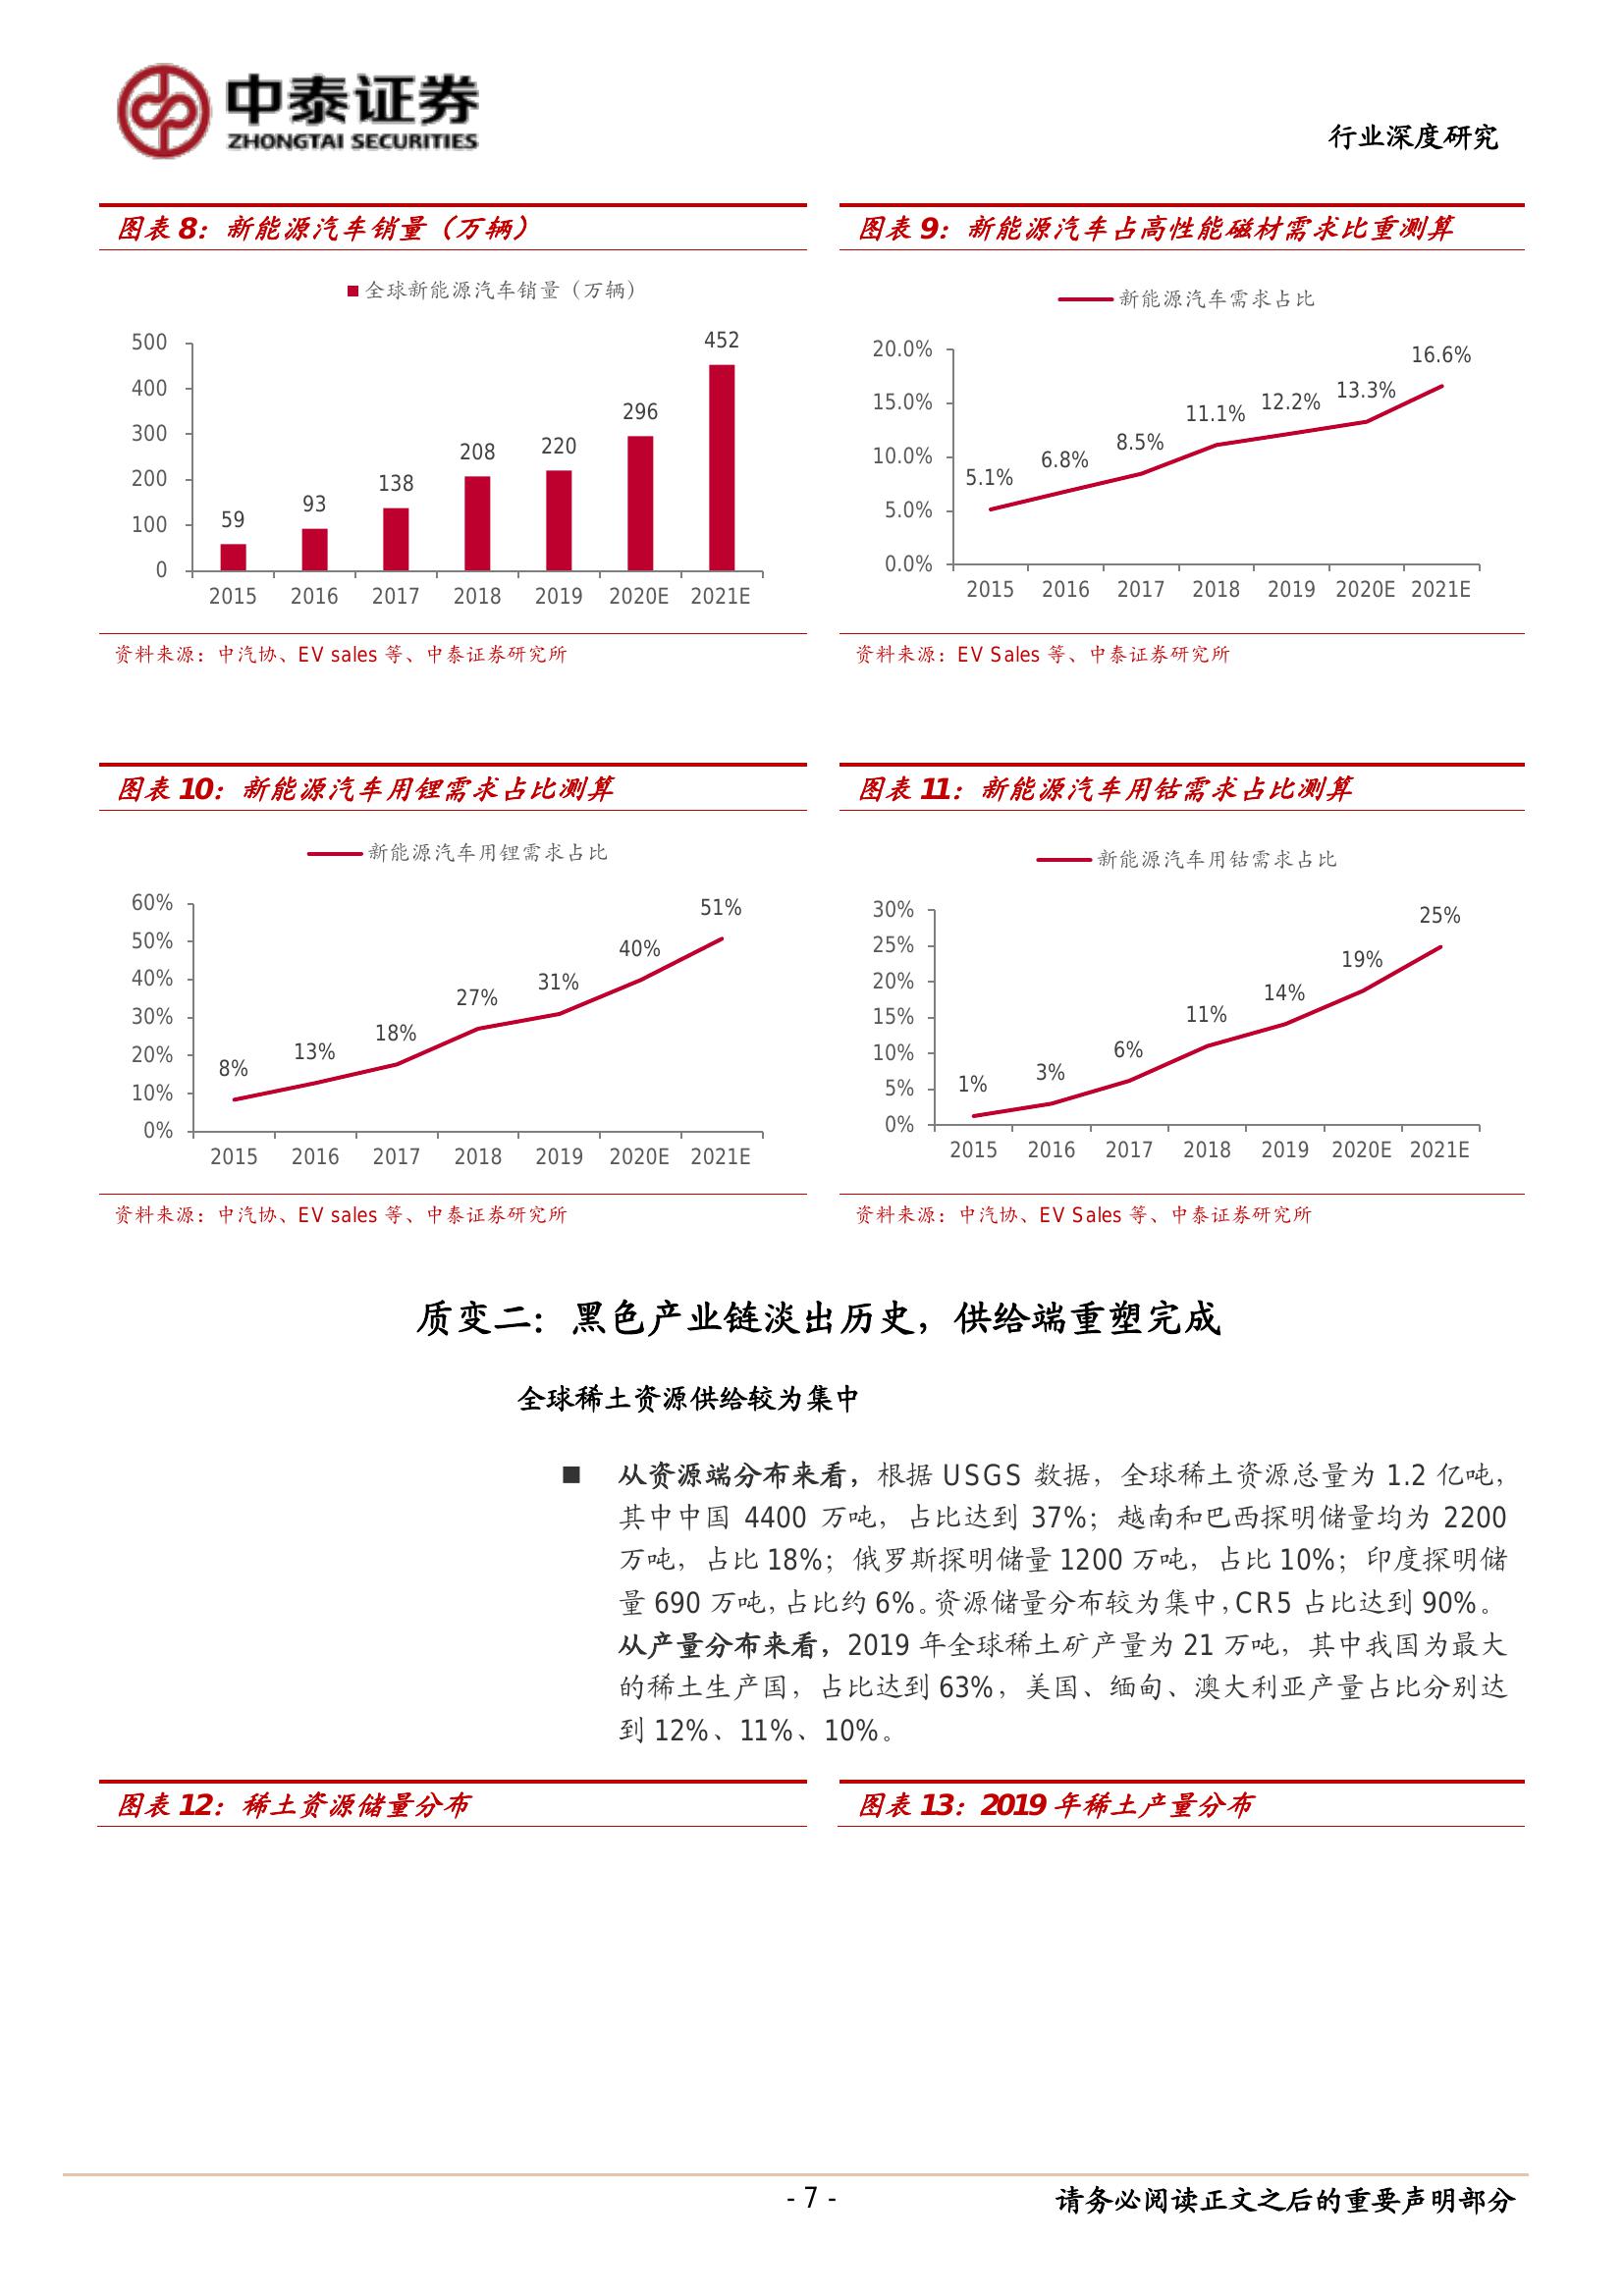 中泰证券
ZHONGTAI SECURITIES
行业深度研究
图表 8：新能源汽车销量（万辆）
全球新能源汽车销量（万辆）
500
400
300
200
100
0
59
93
138
208
220
296
452
2015 2016 2017 2018 2019 2020E 2021E
资料来源：中汽协、EV sales 等、中泰证券研究所
图表 9：新能源汽车占高性能磁材需求比重测算
新能源汽车需求占比
20.0%
15.0%
10.0%
5.0%
0.0%
5.1%
6.8%
8.5%
11.1%
12.2%
13.3%
16.6%
2015 2016 2017 2018 2019 2020E 2021E
资料来源：EV Sales 等、中泰证券研究所
图表 10：新能源汽车用锂需求占比测算
新能源汽车用锂需求占比
60%
50%
40%
30%
20%
10%
0%
8%
13%
18%
27%
31%
40%
51%
2015 2016 2017 2018 2019 2020E 2021E
资料来源：中汽协、EV sales 等、中泰证券研究所
图表 11：新能源汽车用钴需求占比测算
新能源汽车用钴需求占比
30%
25%
20%
15%
10%
5%
0%
1%
3%
6%
11%
14%
19%
25%
2015 2016 2017 2018 2019 2020E 2021E
资料来源：中汽协、EV Sales 等、中泰证券研究所
质变二：黑色产业链淡出历史，供给端重塑完成
全球稀土资源供给较为集中
■ 从资源端分布来看，根据 USGS 数据，全球稀土资源总量为 1.2 亿吨，
其中中国 4400 万吨，占比达到 37%；越南和巴西探明储量均为 2200
万吨，占比 18%；俄罗斯探明储量 1200 万吨，占比 10%；印度探明储
量 690 万吨，占比约 6%。资源储量分布较为集中，CR5 占比达到 90%。
从产量分布来看，2019 年全球稀土矿产量为 21 万吨，其中我国为最大
的稀土生产国，占比达到 63%，美国、缅甸、澳大利亚产量占比分别达
到 12%、11%、10%。
图表 12：稀土资源储量分布
图表 13：2019 年稀土产量分布
- 7 -
请务必阅读正文之后的重要声明部分